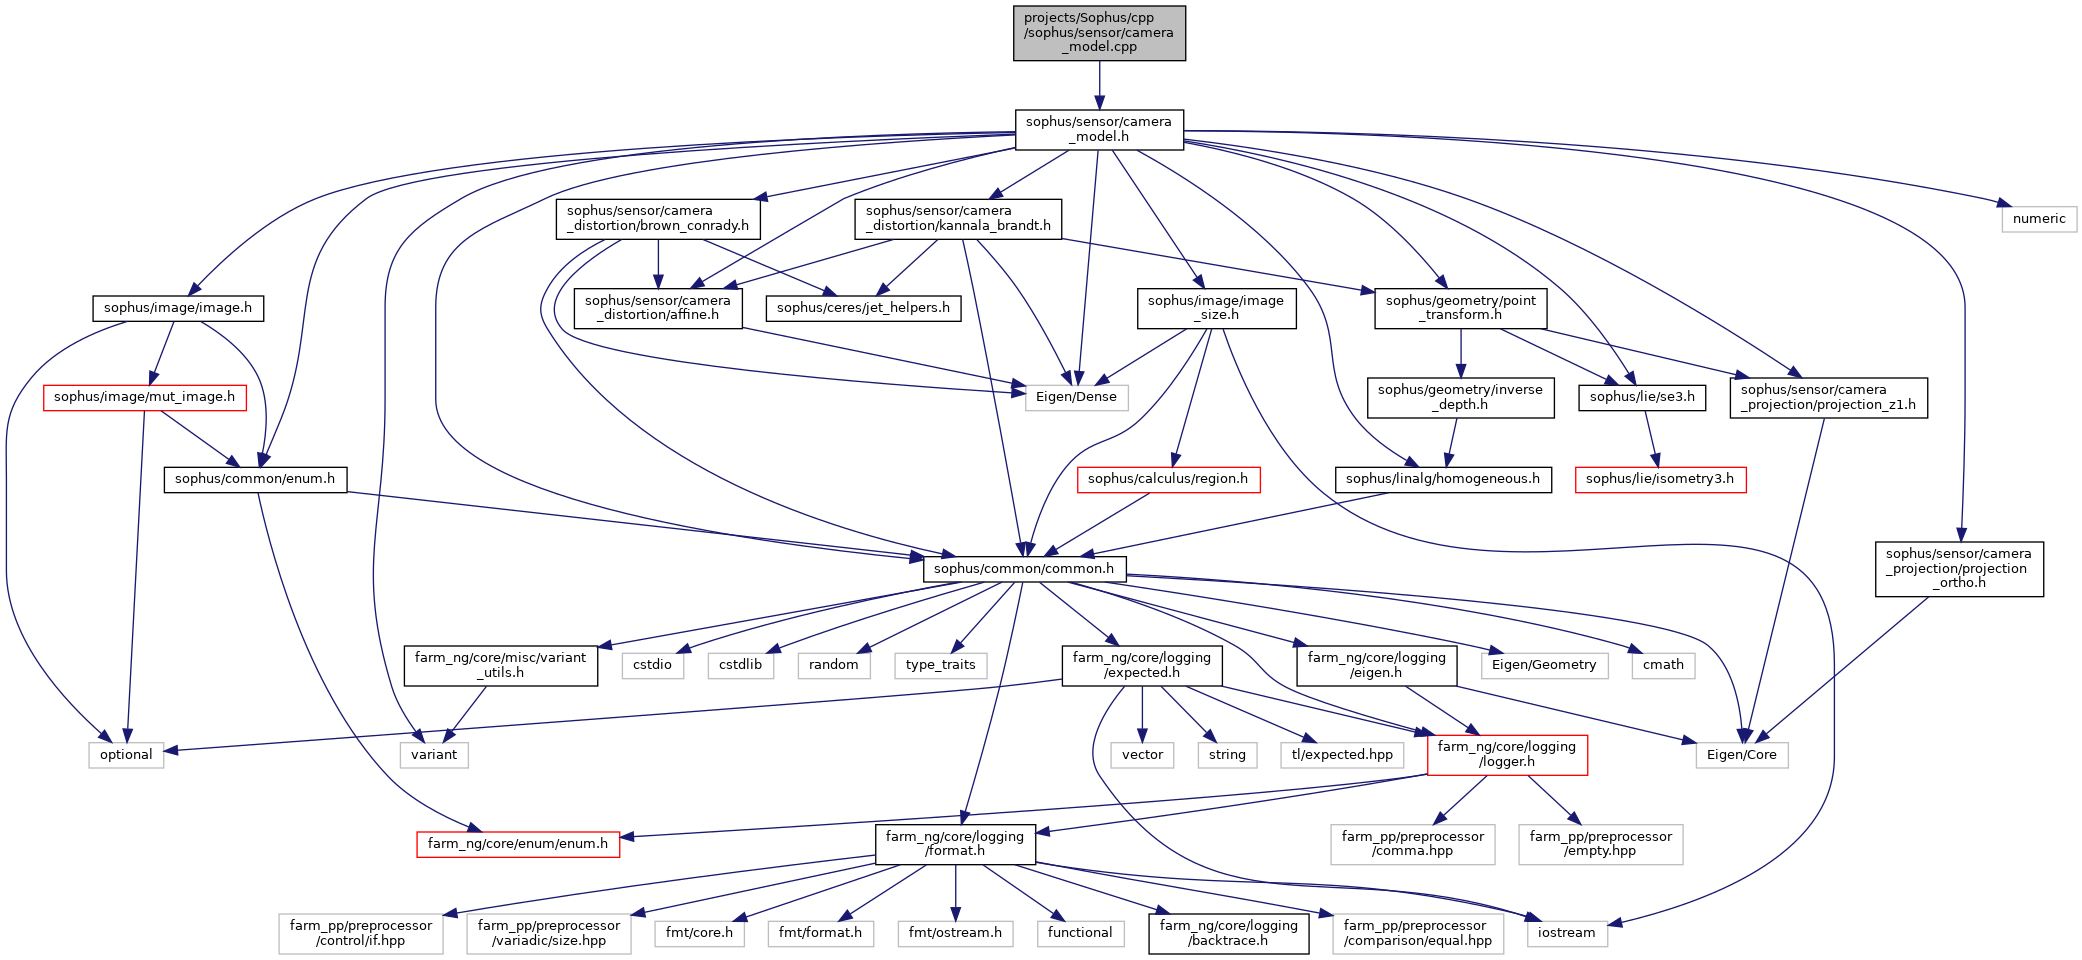 projects/Sophus/cpp
/sophus/sensor/camera
_model.cpp
sophus/sensor/camera
_model.h
sophus/sensor/camera
_distortion/brown_conrady.h
sophus/sensor/camera
_distortion/kannala_brandt.h
numeric
sophus/image/image.h
sophus/sensor/camera
_distortion/affine.h
sophus/ceres/jet_helpers.h
sophus/image/image
_size.h
sophus/geometry/point
_transform.h
sophus/image/mut_image.h
Eigen/Dense
sophus/geometry/inverse
_depth.h
sophus/lie/se3.h
sophus/sensor/camera
_projection/projection_z1.h
sophus/common/enum.h
sophus/calculus/region.h
sophus/linalg/homogeneous.h
sophus/lie/isometry3.h
sophus/common/common.h
sophus/sensor/camera
_projection/projection
_ortho.h
farm_ng/core/misc/variant
_utils.h
cstdio
cstdlib
random
type_traits
farm_ng/core/logging
/expected.h
farm_ng/core/logging
/eigen.h
Eigen/Geometry
cmath
optional
variant
vector
string
tl/expected.hpp
farm_ng/core/logging
/logger.h
Eigen/Core
farm_ng/core/enum/enum.h
farm_ng/core/logging
/format.h
farm_pp/preprocessor
/comma.hpp
farm_pp/preprocessor
/empty.hpp
farm_pp/preprocessor
/control/if.hpp
farm_pp/preprocessor
/variadic/size.hpp
fmt/core.h
fmt/format.h
fmt/ostream.h
functional
farm_ng/core/logging
/backtrace.h
farm_pp/preprocessor
/comparison/equal.hpp
iostream